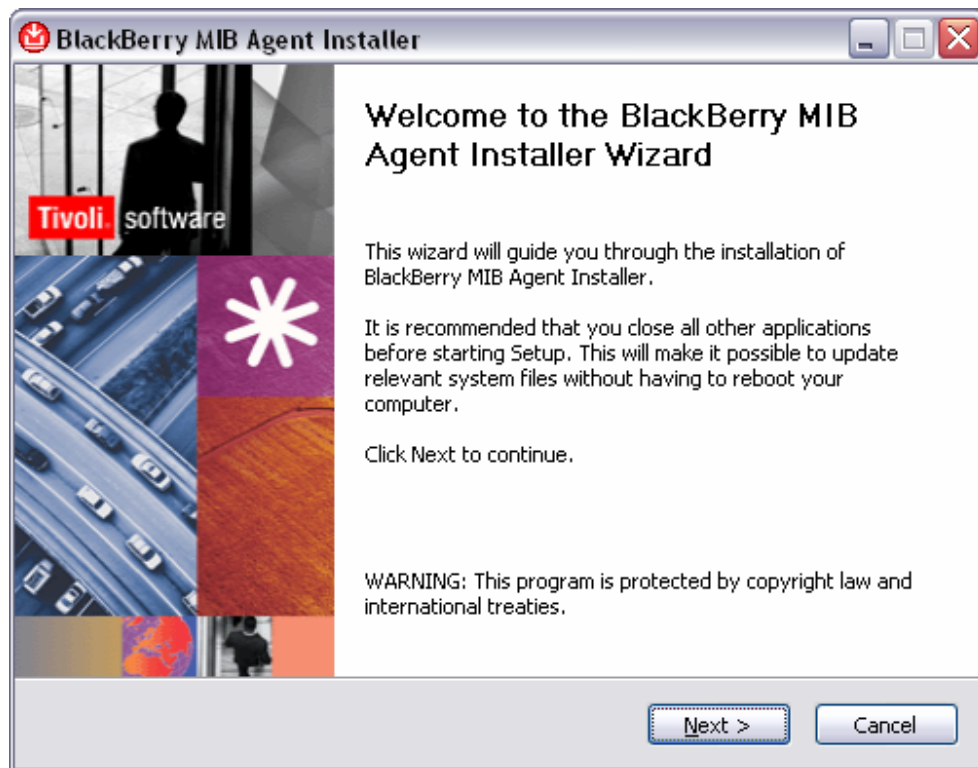 BlackBerry MIB Agent Installer
Welcome to the BlackBerry MIB
Agent Installer Wizard
Tivoli. software
This wizard will guide you through the installation of
BlackBerry MIB Agent Installer.
It is recommended that you close all other applications
before starting Setup. This will make it possible to update
relevant system files without having to reboot your
computer.
Click Next to continue.
WARNING: This program is protected by copyright law and
international treaties.
Next >
Cancel